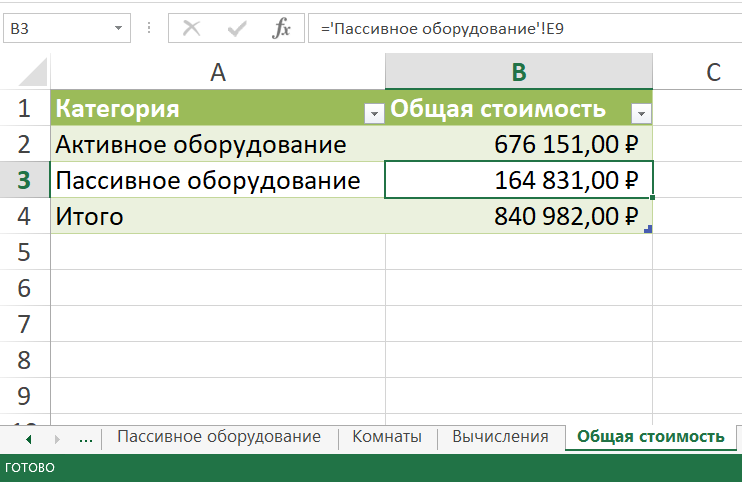 B3 fx ='Пассивное оборудование'!E9
A B C
1 Категория Общая стоимость
2 Активное оборудование 676 151,00 ₽
3 Пассивное оборудование 164 831,00 ₽
4 Итого 840 982,00 ₽
5
6
7
8
9
... Пассивное оборудование Комнаты Вычисления Общая стоимость
ГОТОВО